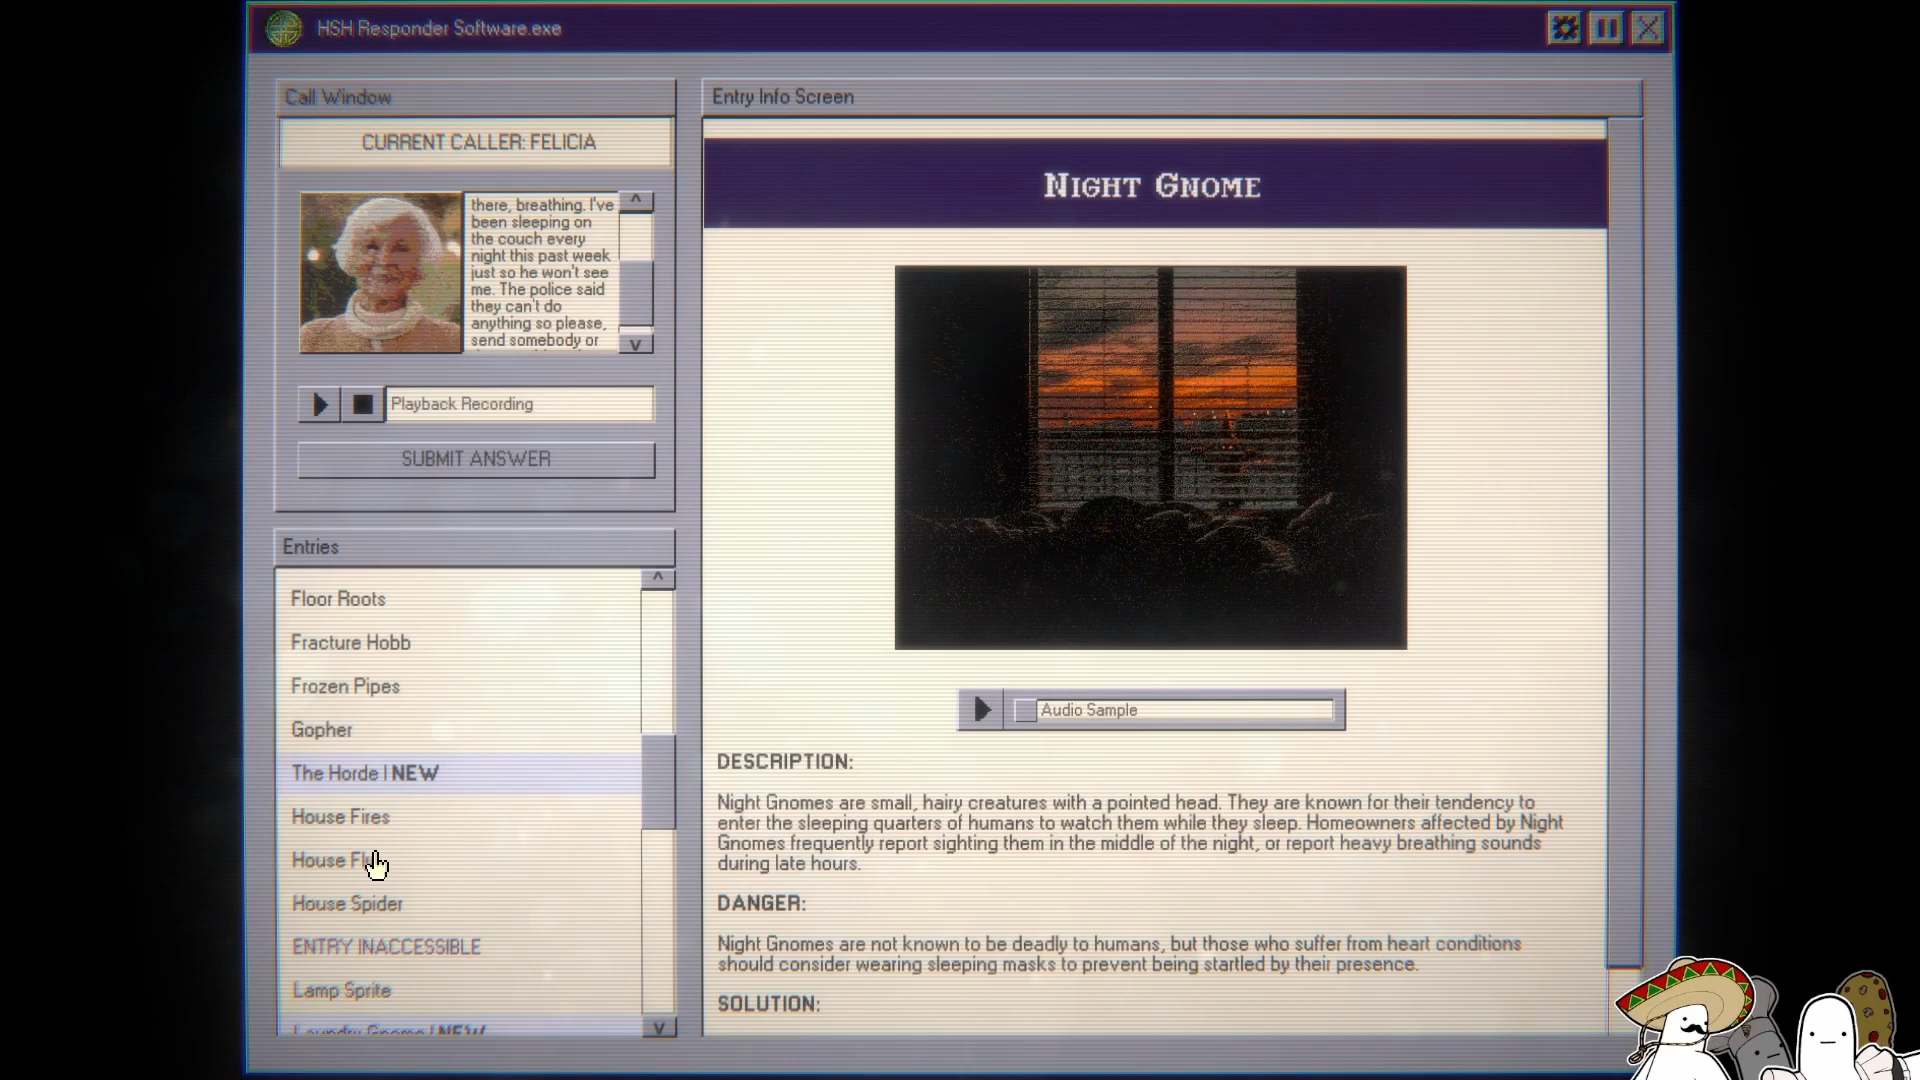 HSH Responder Software.exe
Call Window
CURRENT CALLER: FELICIA
there, breathing. I've
been sleeping on
the couch every
night this past week
just so he won't see
me. The police said
they can't do
anything so please,
send somebody or
Playback Recording
SUBMIT ANSWER
Entries
Floor Roots
Fracture Hobb
Frozen Pipes
Gopher
The Horde | NEW
House Fires
House
House Spider
ENTRY INACCESSIBLE
Lamp Sprite
Laundry Gnome | NEW
Entry Info Screen
NIGHT GNOME
Audio Sample
DESCRIPTION:
Night Gnomes are small, hairy creatures with a pointed head. They are known for their tendency to
enter the sleeping quarters of humans to watch them while they sleep. Homeowners affected by Night
Gnomes frequently report sighting them in the middle of the night, or report heavy breathing sounds
during late hours.
DANGER:
Night Gnomes are not known to be deadly to humans, but those who suffer from heart conditions
should consider wearing sleeping masks to prevent being startled by their presence.
SOLUTION: